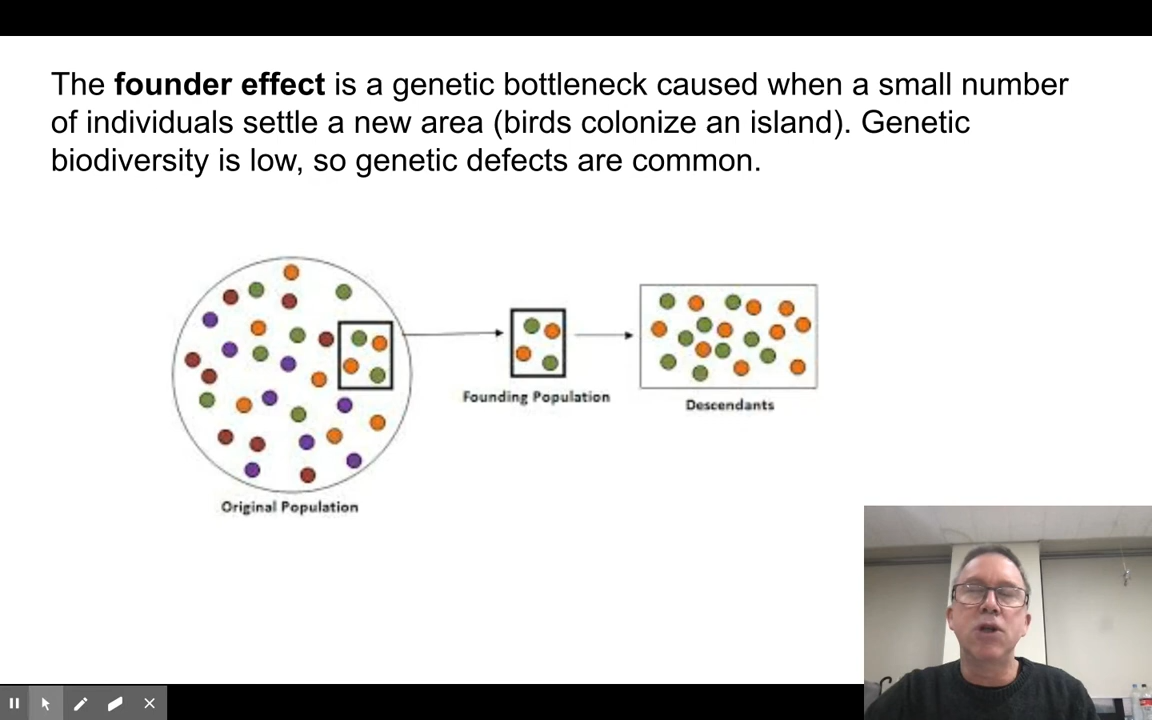 The founder effect is a genetic bottleneck caused when a small number
of individuals settle a new area (birds colonize an island). Genetic
biodiversity is low, so genetic defects are common.
Founding Population
Descendants
Original Population